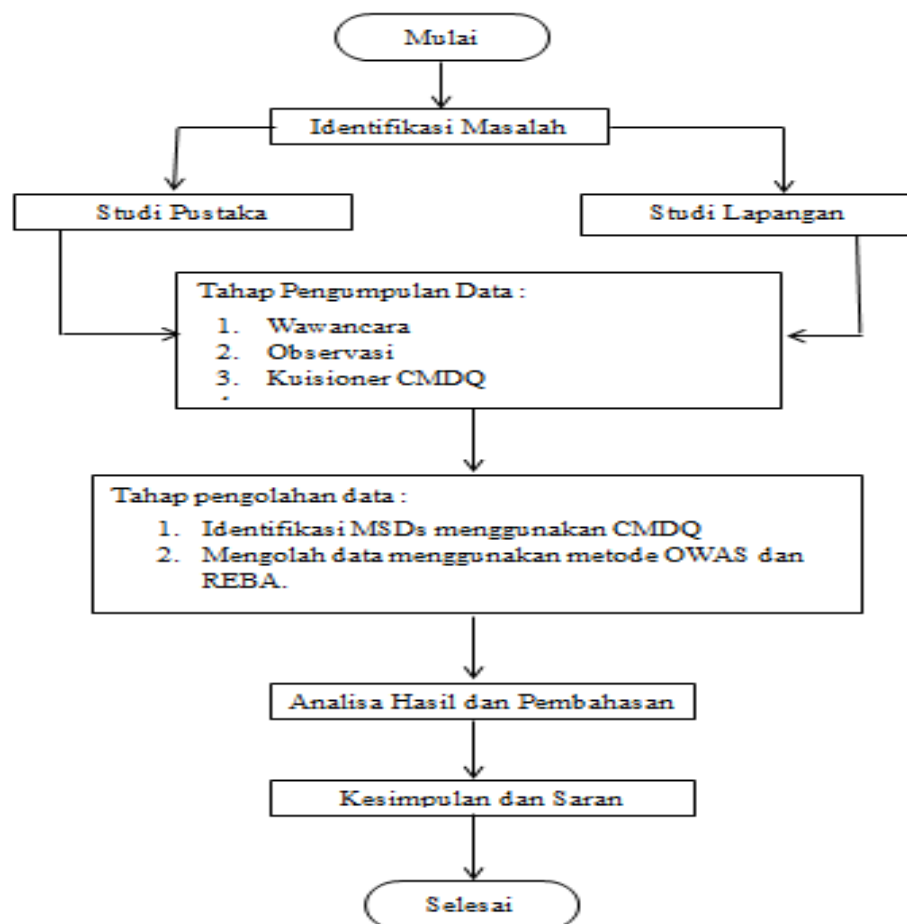 Mulai
Identifikasi Masalah
Studi Pustaka
Studi Lapangan
Tahap Pengumpulan Data :
1. Wawancara
2. Observasi
3. Kuisioner CMDQ
Tahap pengolahan data :
1. Identifikasi MSDs menggunakan CMDQ
2. Mengolah data menggunakan metode OWAS dan
REBA.
Analisa Hasil dan Pembahasan
Kesimpulan dan Saran
Selesai